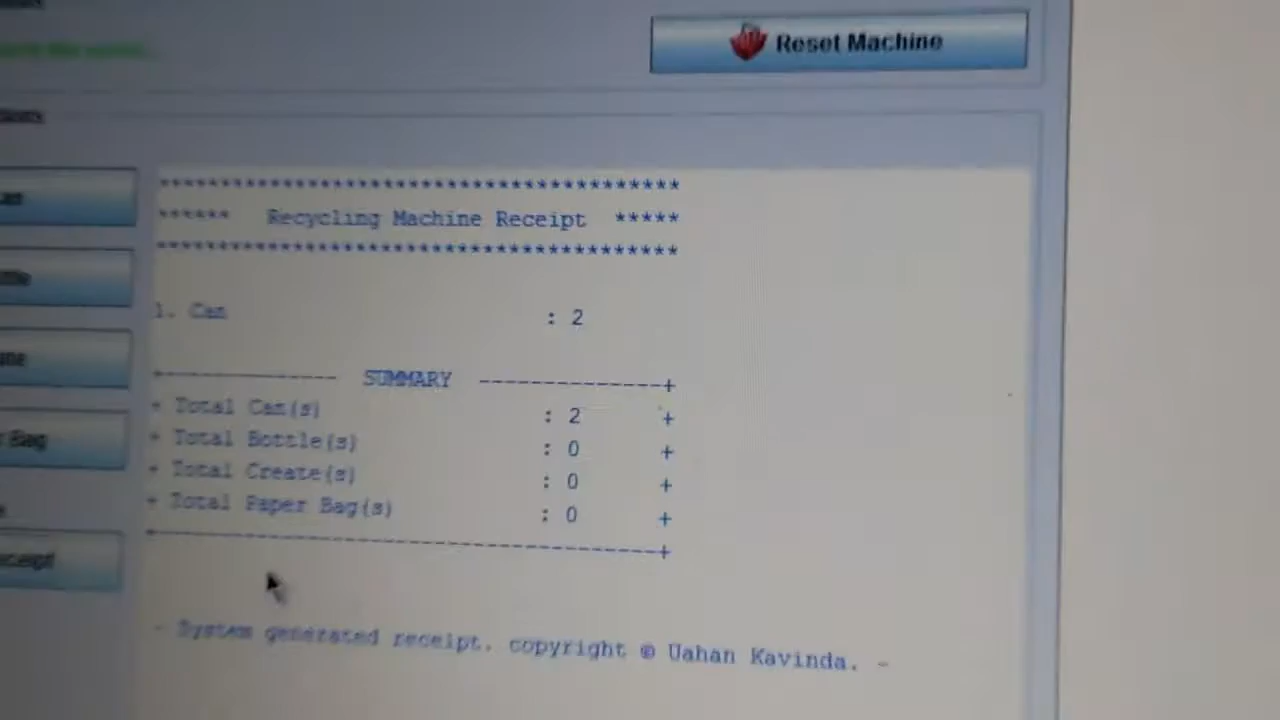 Reset Machine
*****************************************
****** Recycling Machine Receipt *****
*****************************************
1. Can : 2
+------------- SUMMARY --------------+
+ Total Can(s) : 2 +
+ Total Bottle(s) : 0 +
+ Total Create(s) : 0 +
+ Total Paper Bag(s) : 0 +
+------------------------------------------+
Bag
- System generated receipt. copyright © Uahan Kavinda. -